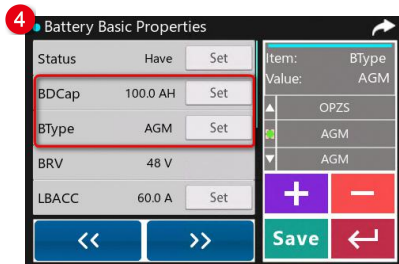 4
Battery Basic Properties
Status Have Set
BDCap 100.0 AH Set
BType AGM Set
BRV 48 V
LBACC 60.0 A Set
<< >>
Item: BType
Value: AGM
OPZS
AGM
AGM
+ −
Save